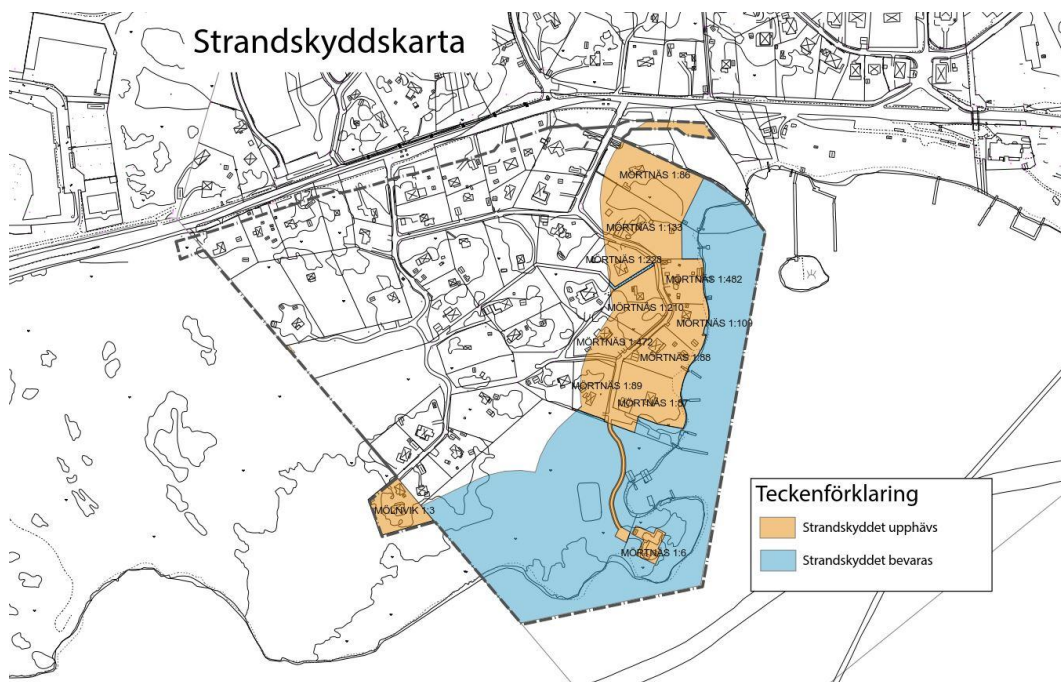 Strandskyddskarta
MÖRTNÄS 1:86
MÖRTNÄS 1:133
MÖRTNÄS 1:228
MÖRTNÄS 1:482
MÖRTNÄS 1:210
MÖRTNÄS 1:109
MÖRTNÄS 1:472
MÖRTNÄS 1:88
MÖRTNÄS 1:89
MÖRTNÄS 1:87
MÖLNVIK 1:3
MÖRTNÄS 1:6
Teckenförklaring
Strandskyddet upphävs
Strandskyddet bevaras